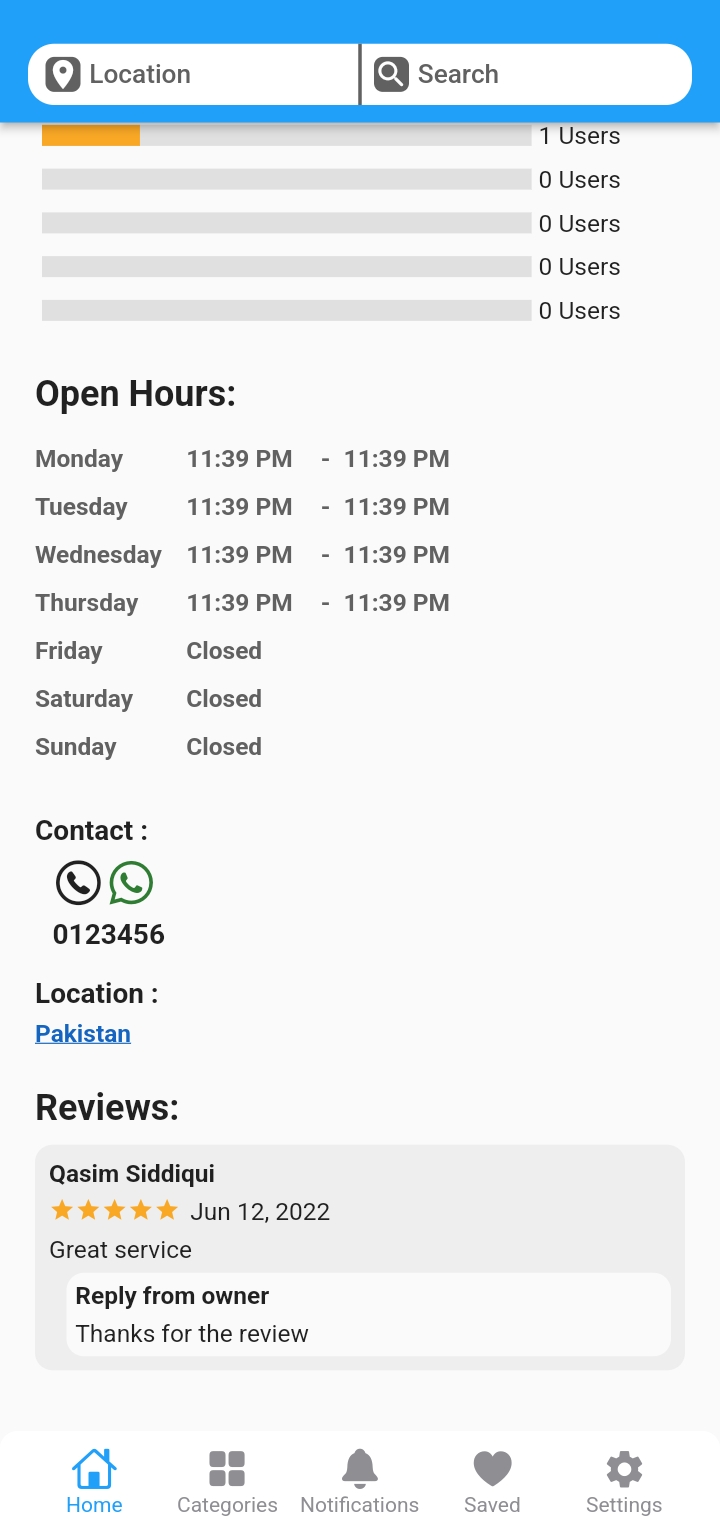 Location Search
1 Users
0 Users
0 Users
0 Users
0 Users
Open Hours:
Monday 11:39 PM - 11:39 PM
Tuesday 11:39 PM - 11:39 PM
Wednesday 11:39 PM - 11:39 PM
Thursday 11:39 PM - 11:39 PM
Friday Closed
Saturday Closed
Sunday Closed
Contact :
0123456
Location :
Pakistan
Reviews:
Qasim Siddiqui
Jun 12, 2022
Great service
Reply from owner
Thanks for the review
Home Categories Notifications Saved Settings